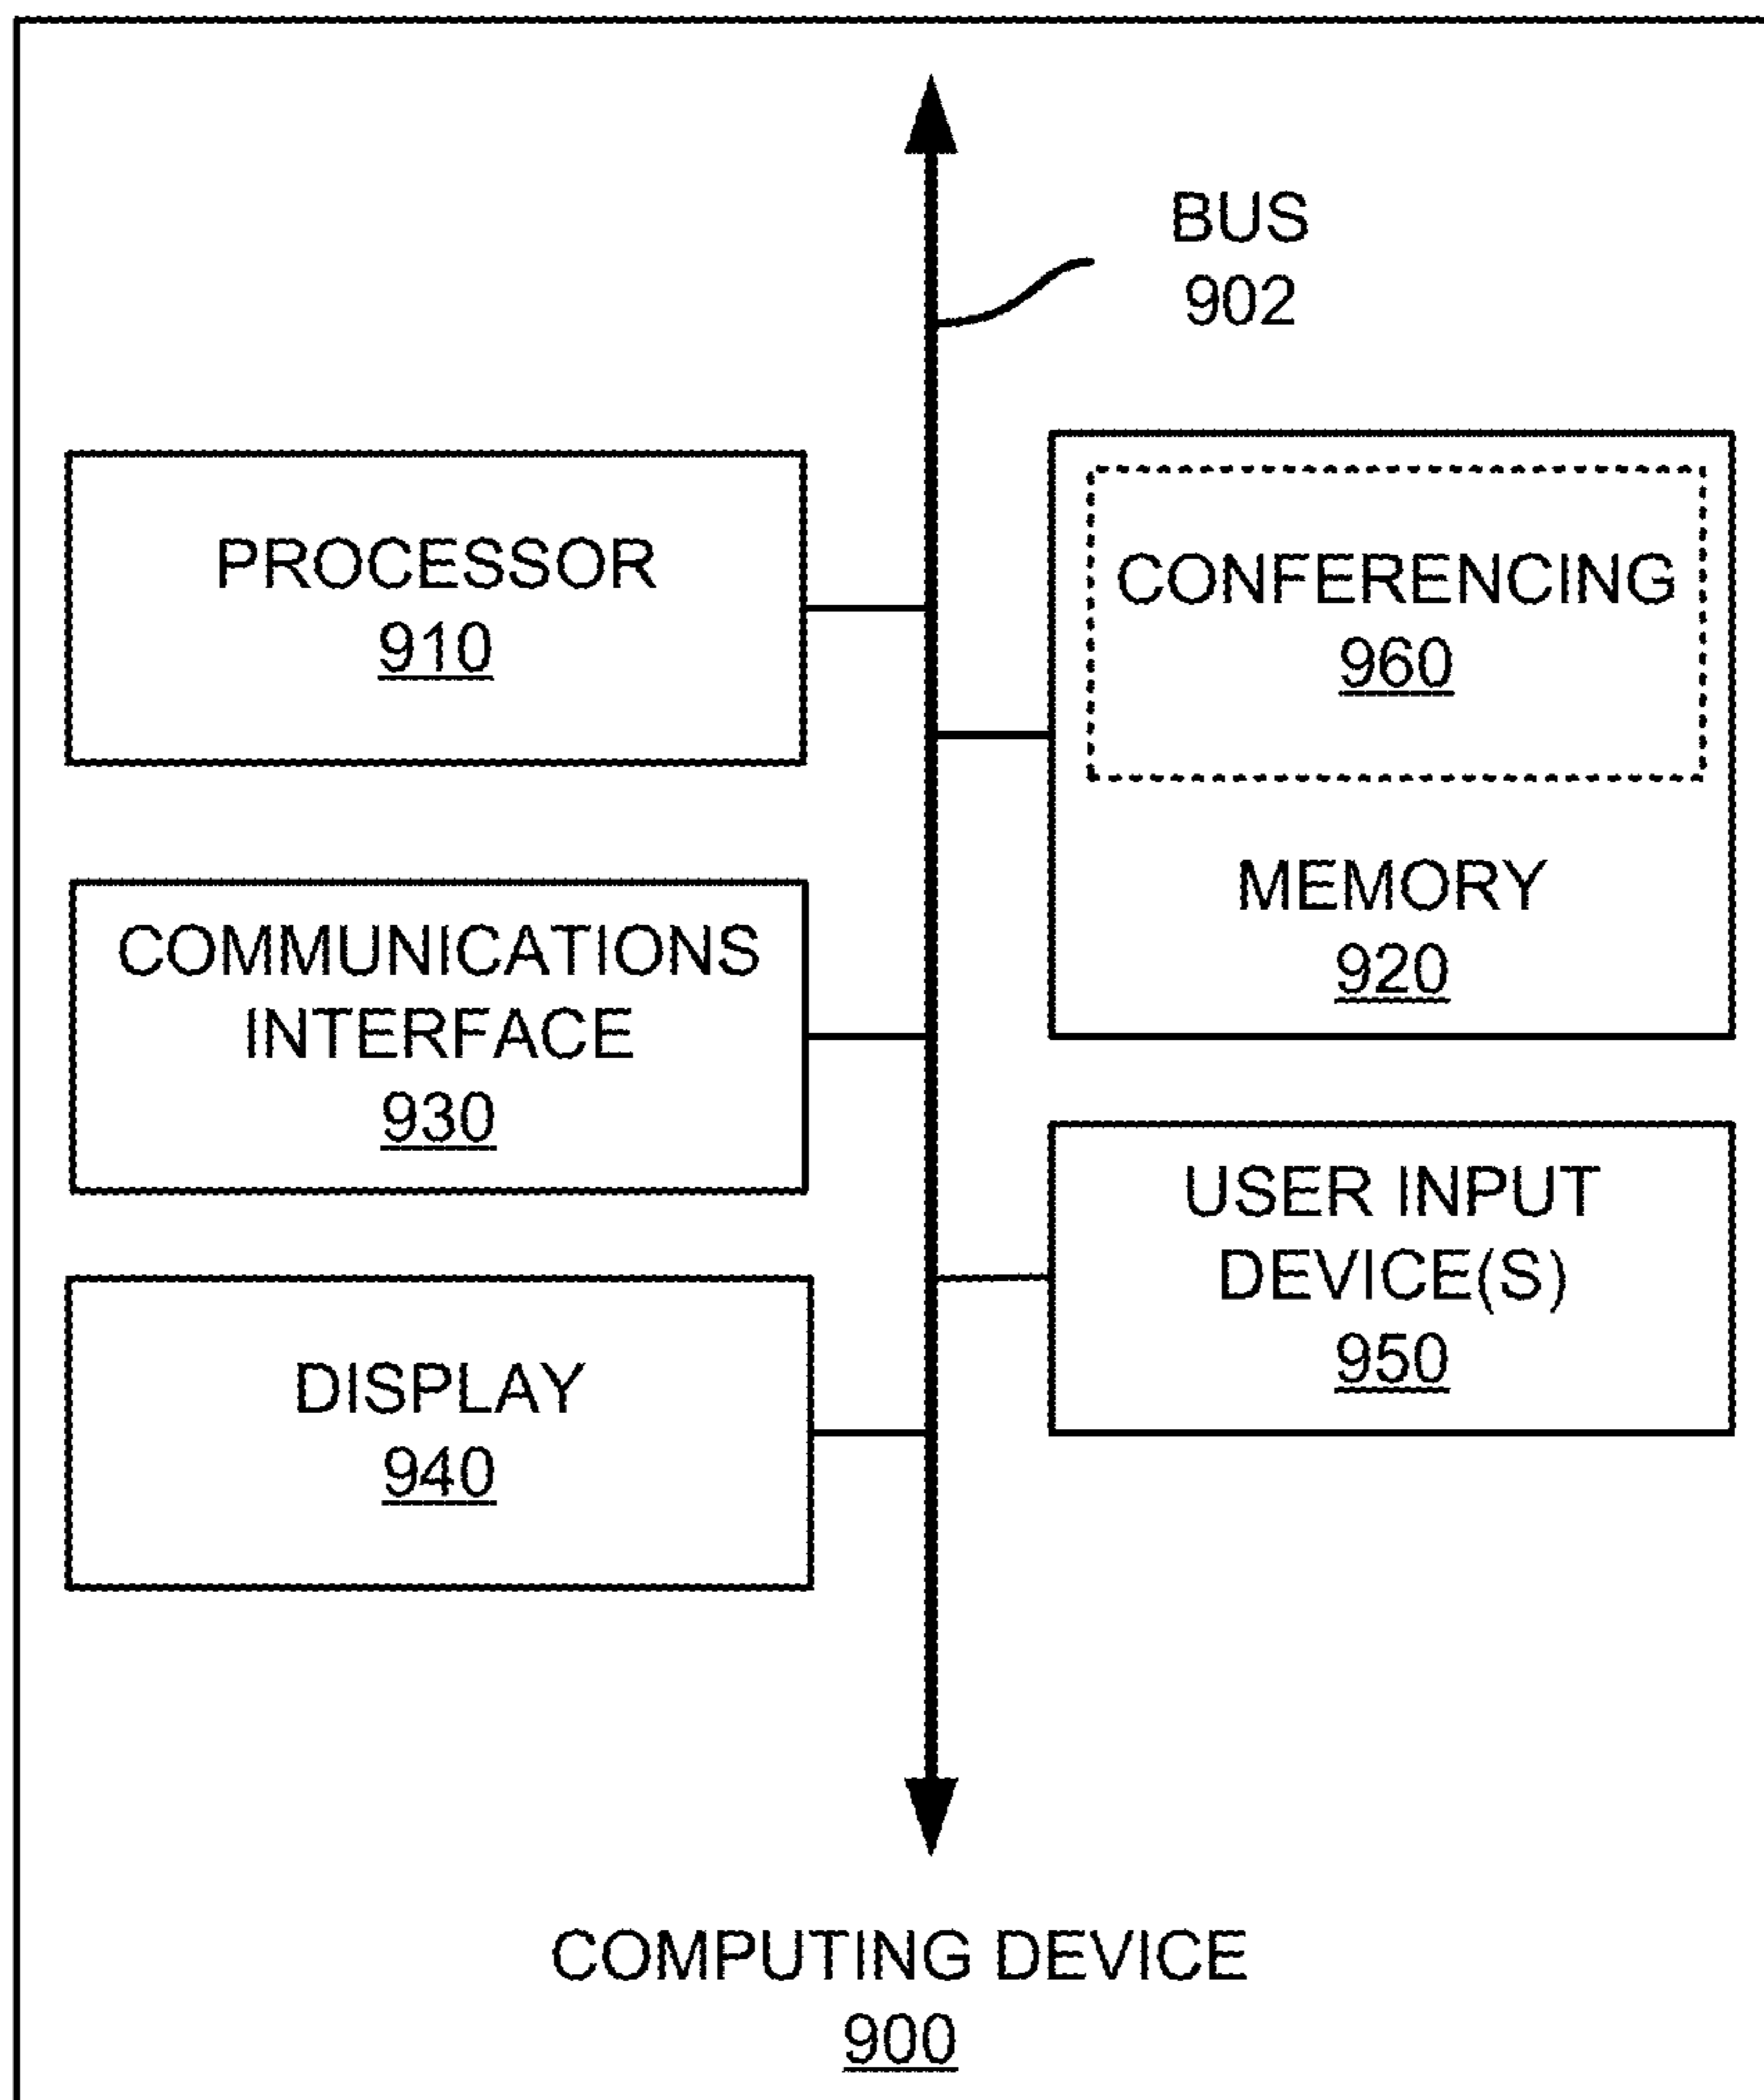 BUS
902
PROCESSOR
910
CONFERENCING
960
MEMORY
920
COMMUNICATIONS
INTERFACE
930
USER INPUT
DEVICE(S)
950
DISPLAY
940
COMPUTING DEVICE
900